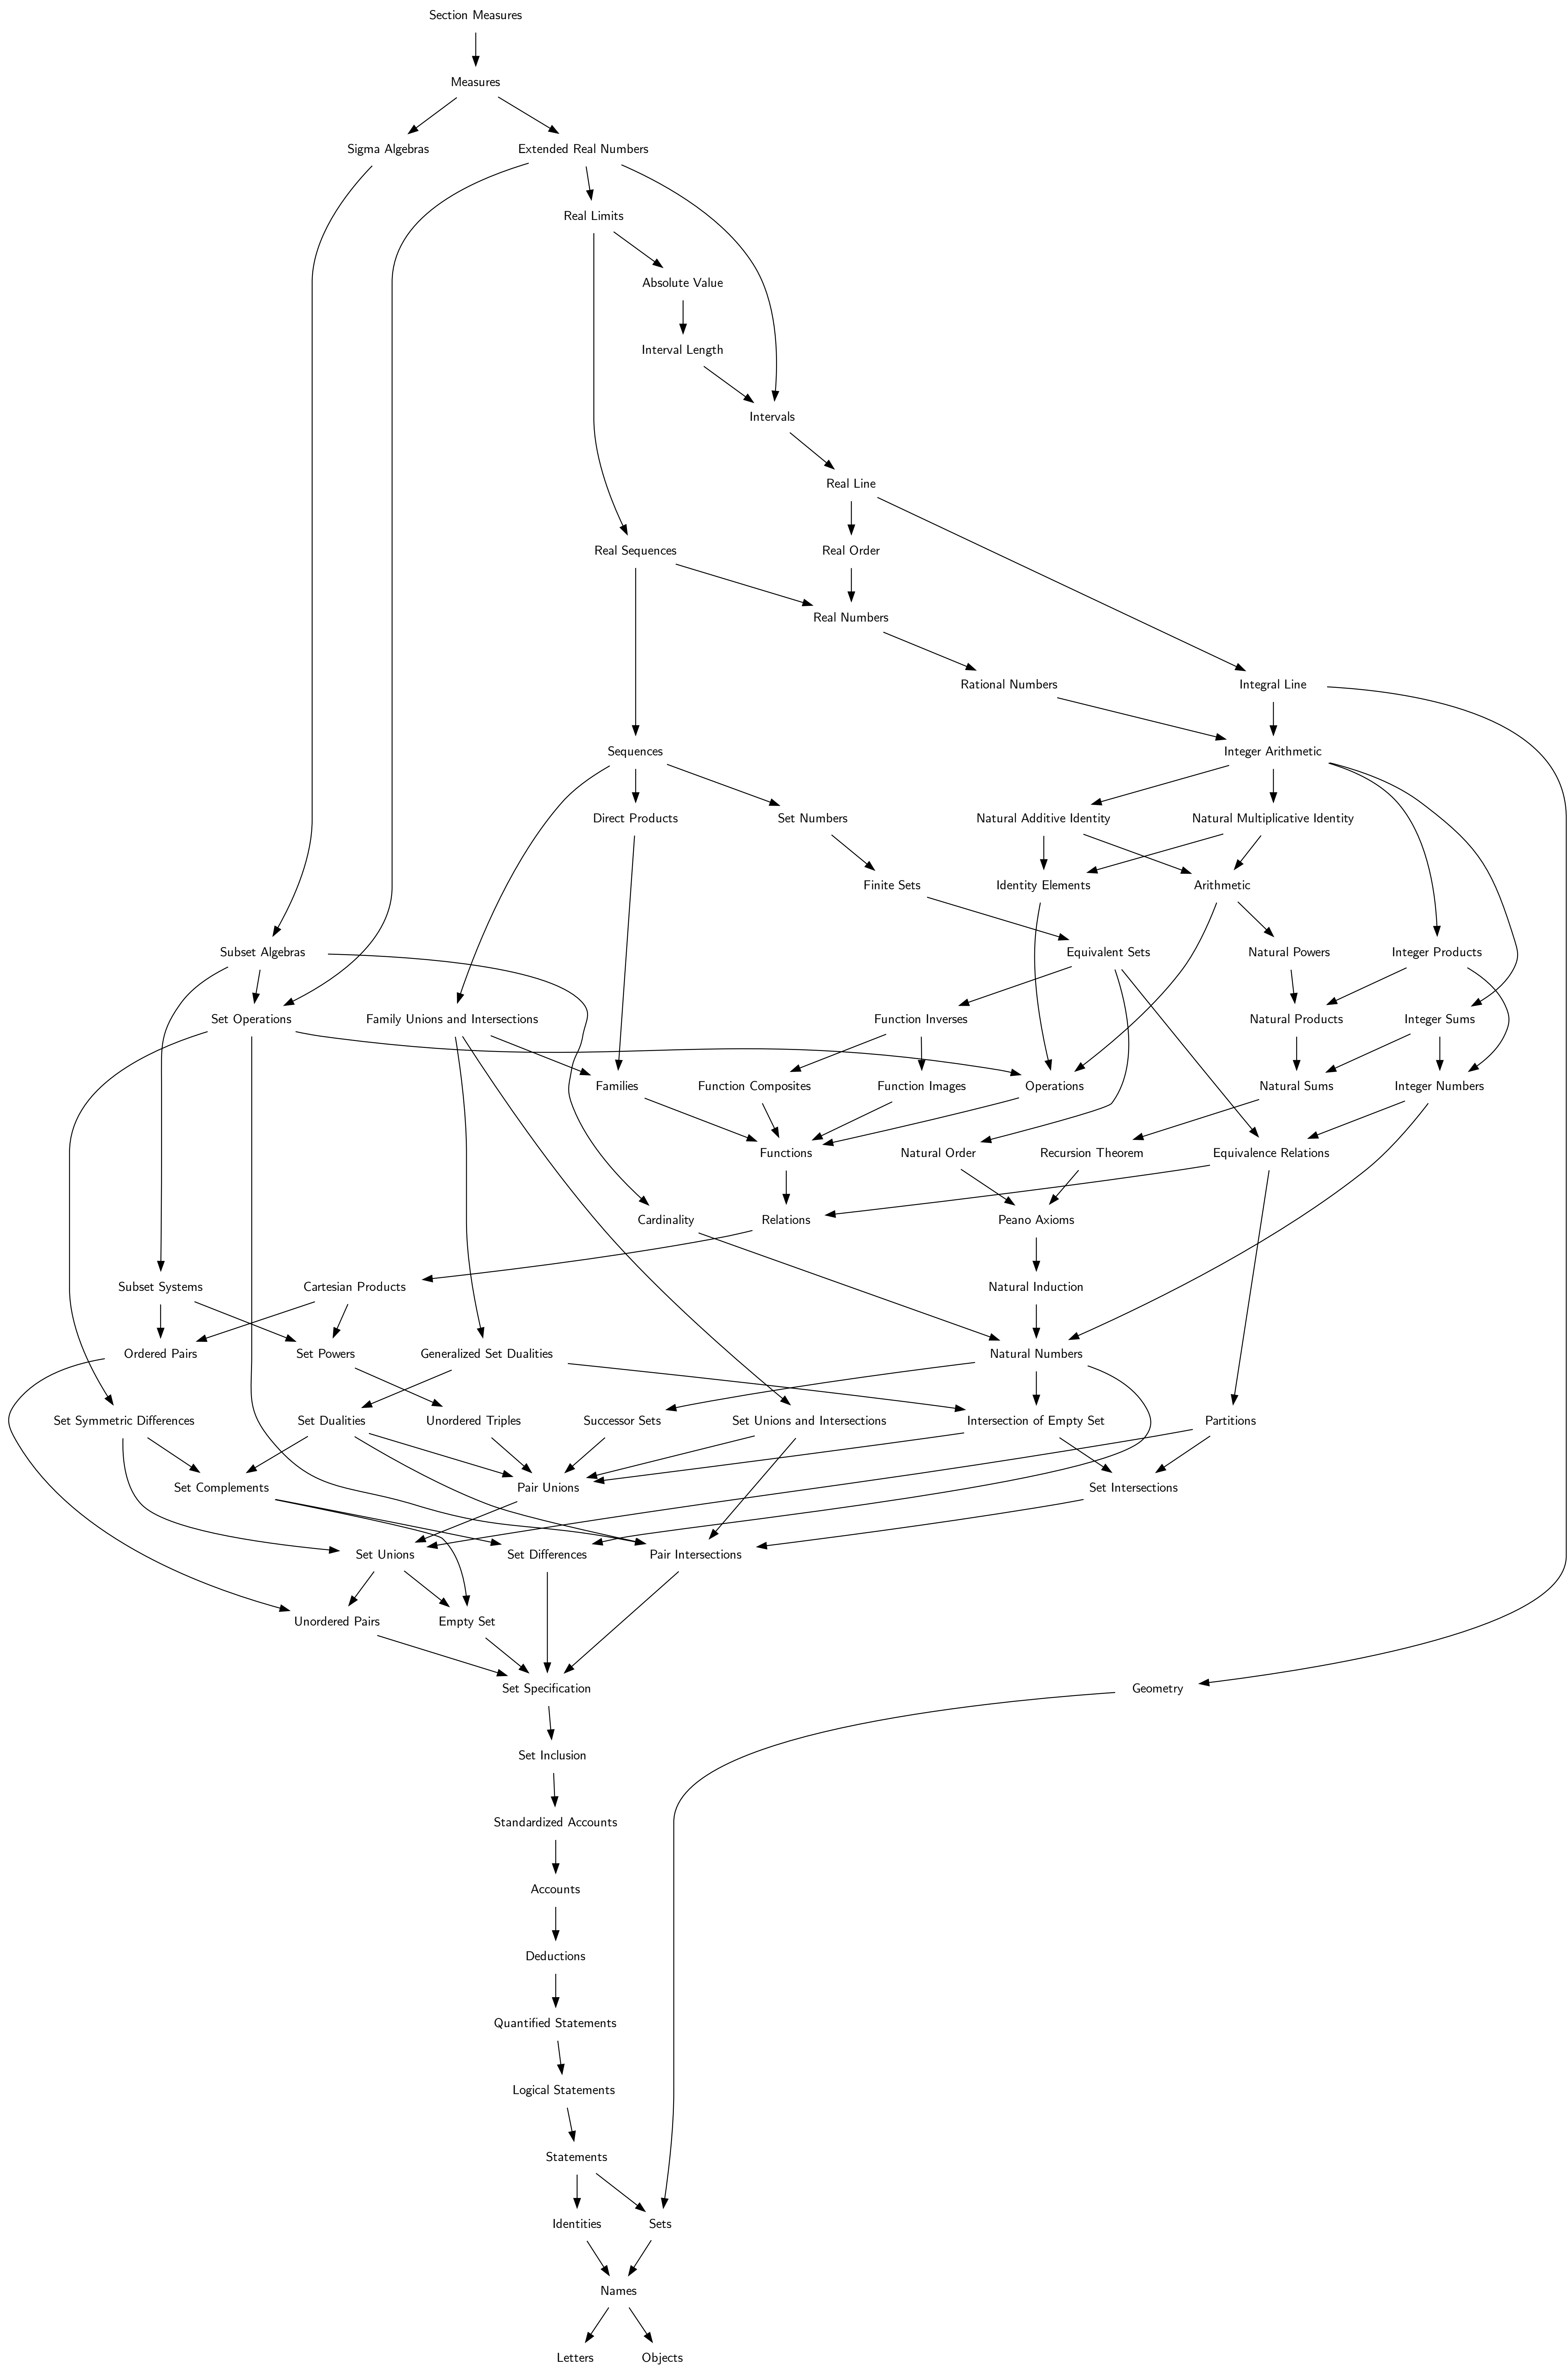 Section Measures
Measures
Sigma Algebras
Extended Real Numbers
Real Limits
Absolute Value
Interval Length
Intervals
Real Line
Real Sequences
Real Order
Real Numbers
Rational Numbers
Integral Line
Sequences
Integer Arithmetic
Direct Products
Set Numbers
Natural Additive Identity
Natural Multiplicative Identity
Finite Sets
Identity Elements
Arithmetic
Subset Algebras
Equivalent Sets
Natural Powers
Integer Products
Set Operations
Family Unions and Intersections
Function Inverses
Natural Products
Integer Sums
Families
Function Composites
Function Images
Operations
Natural Sums
Integer Numbers
Functions
Natural Order
Recursion Theorem
Equivalence Relations
Cardinality
Relations
Peano Axioms
Subset Systems
Cartesian Products
Natural Induction
Ordered Pairs
Set Powers
Generalized Set Dualities
Natural Numbers
Set Symmetric Differences
Set Dualities
Unordered Triples
Successor Sets
Set Unions and Intersections
Intersection of Empty Set
Partitions
Set Complements
Pair Unions
Set Intersections
Set Unions
Set Differences
Pair Intersections
Unordered Pairs
Empty Set
Set Specification
Geometry
Set Inclusion
Standardized Accounts
Accounts
Deductions
Quantified Statements
Logical Statements
Statements
Identities
Sets
Names
Letters
Objects